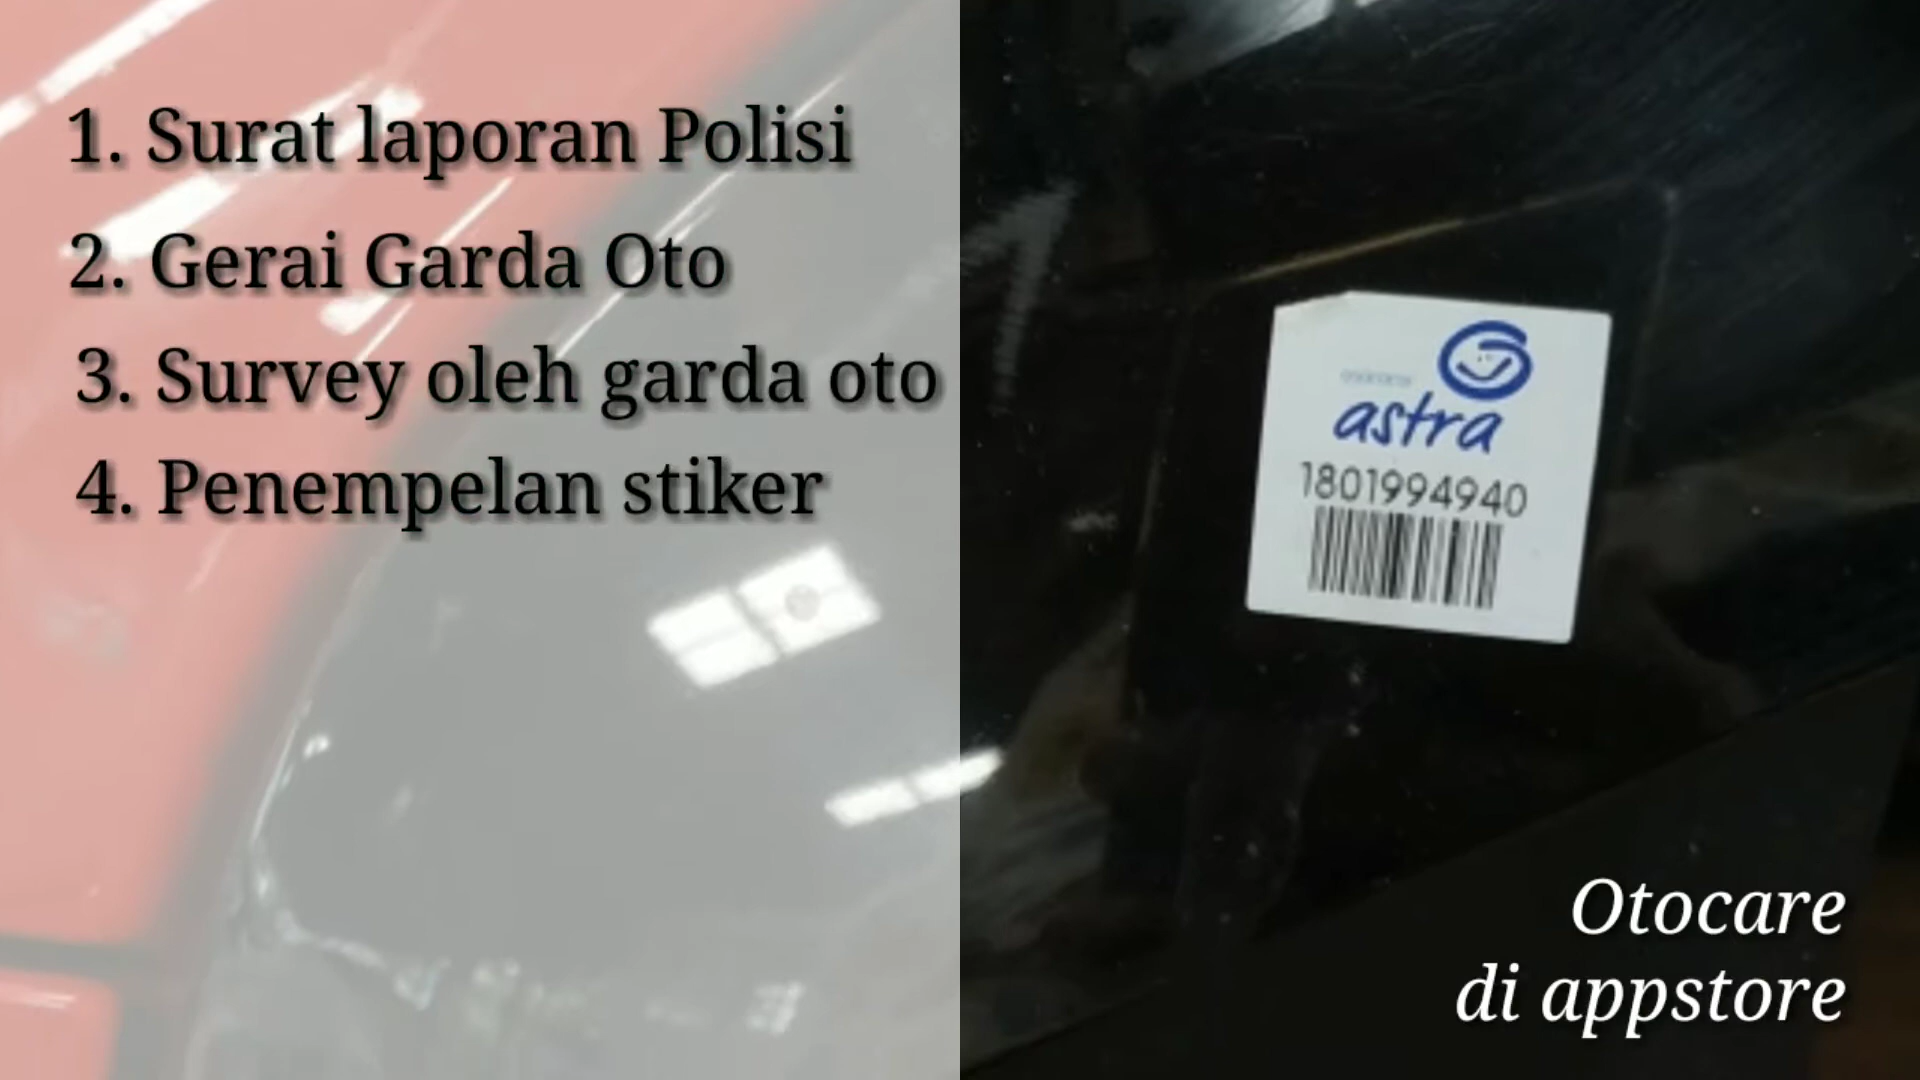 1. Surat laporan Polisi
2. Gerai Garda Oto
3. Survey oleh garda oto
4. Penempelan stiker
astra
1801994940
Otocare
di appstore